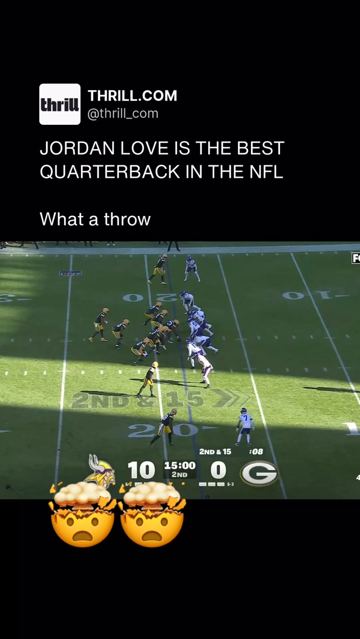 thrill
THRILL.COM
@thrill_com
JORDAN LOVE IS THE BEST
QUARTERBACK IN THE NFL
What a throw
2ND & 15
2ND & 15 :08
10 15:00 2ND 0 G